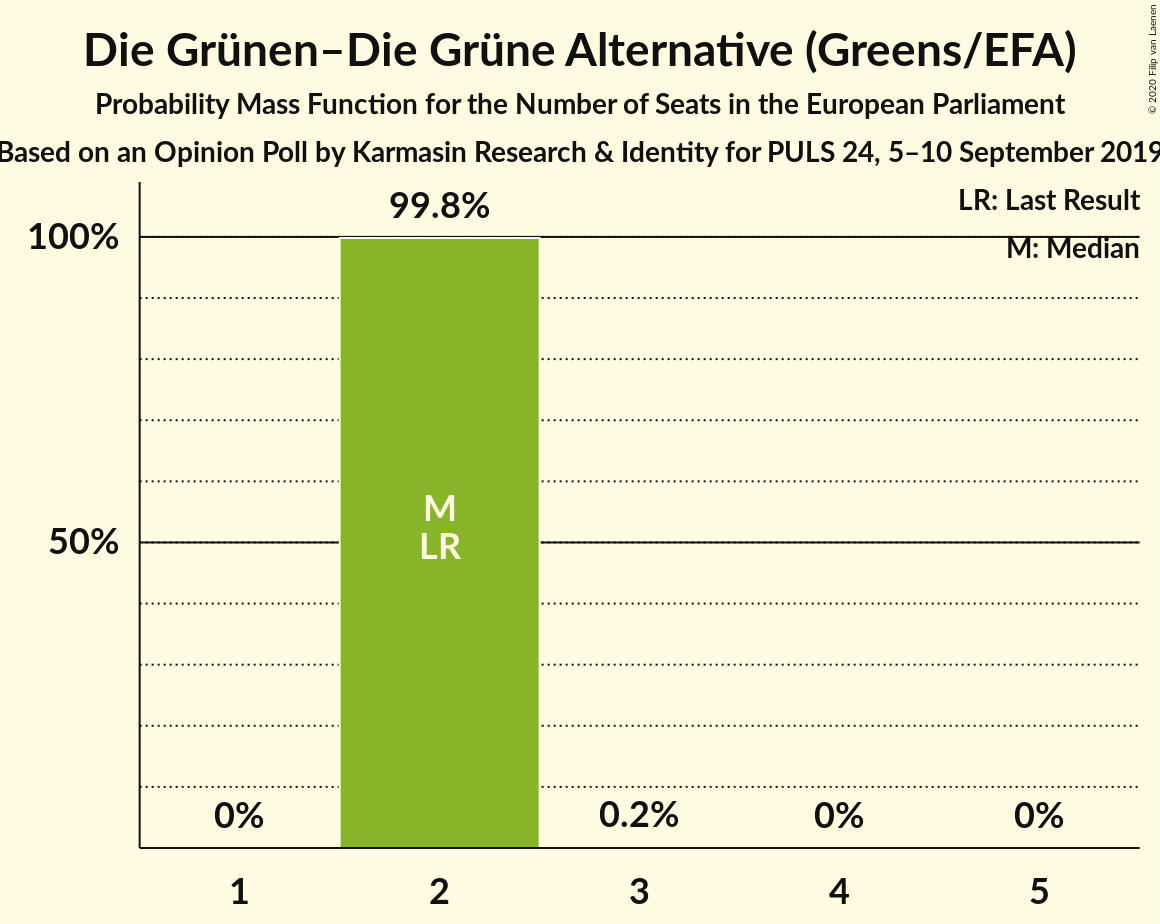 Die Grünen–Die Grüne Alternative (Greens/EFA)
Probability Mass Function for the Number of Seats in the European Parliament
Based on an Opinion Poll by Karmasin Research & Identity for PULS 24, 5–10 September 2019
© 2020 Filip van Laenen
LR: Last Result
M: Median
99.8%
100%
50%
M
LR
0%
0.2%
0%
0%
1
2
3
4
5